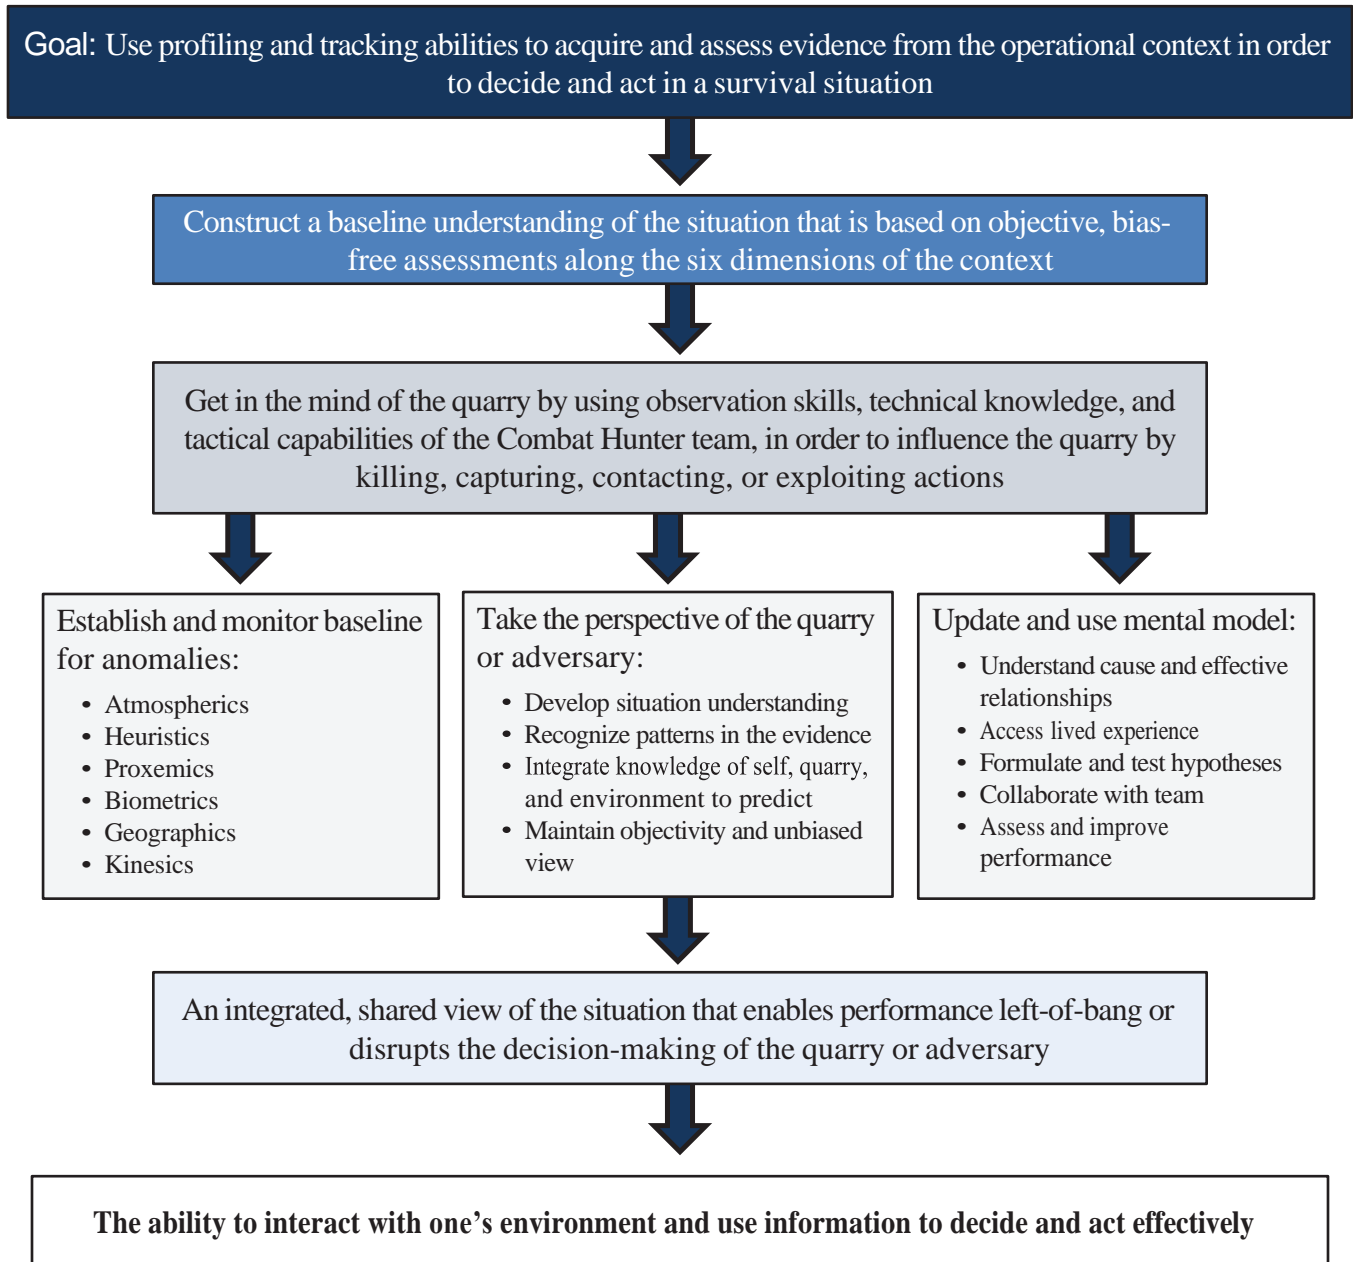 Goal: Use profiling and tracking abilities to acquire and assess evidence from the operational context in order
to decide and act in a survival situation
Construct a baseline understanding of the situation that is based on objective, bias-
free assessments along the six dimensions of the context
Get in the mind of the quarry by using observation skills, technical knowledge, and
tactical capabilities of the Combat Hunter team, in order to influence the quarry by
killing, capturing, contacting, or exploiting actions
Establish and monitor baseline
for anomalies:
• Atmospherics
• Heuristics
• Proxemics
• Biometrics
• Geographics
• Kinesics
Take the perspective of the quarry
or adversary:
• Develop situation understanding
• Recognize patterns in the evidence
• Integrate knowledge of self, quarry,
and environment to predict
• Maintain objectivity and unbiased
view
Update and use mental model:
• Understand cause and effective
relationships
• Access lived experience
• Formulate and test hypotheses
• Collaborate with team
• Assess and improve
performance
An integrated, shared view of the situation that enables performance left-of-bang or
disrupts the decision-making of the quarry or adversary
The ability to interact with one’s environment and use information to decide and act effectively